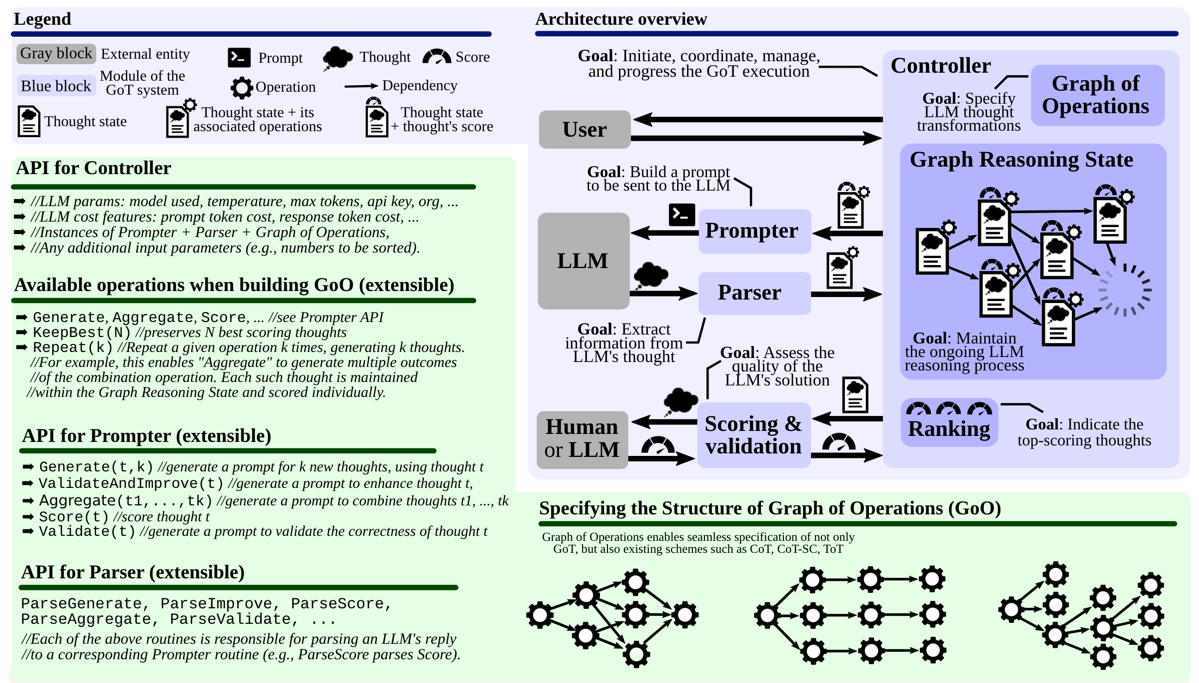 Legend
Gray block External entity
Prompt
Thought
Score
Blue block
Module of the
GoT system
Operation
Dependency
Thought state
Thought state + its
associated operations
Thought state
+ thought's score
API for Controller
➡ //LLM params: model used, temperature, max tokens, api key, org, ...
➡ //LLM cost features: prompt token cost, response token cost, ...
➡ //Instances of Prompter + Parser + Graph of Operations,
➡ //Any additional input parameters (e.g., numbers to be sorted).
Available operations when building GoO (extensible)
➡ Generate, Aggregate, Score, ... //see Prompter API
➡ KeepBest(N) //preserves N best scoring thoughts
➡ Repeat(k) //Repeat a given operation k times, generating k thoughts.
//For example, this enables "Aggregate" to generate multiple outcomes
//of the combination operation. Each such thought is maintained
//within the Graph Reasoning State and scored individually.
API for Prompter (extensible)
➡ Generate(t,k) //generate a prompt for k new thoughts, using thought t
➡ ValidateAndImprove(t) //generate a prompt to enhance thought t,
➡ Aggregate(t1,...,tk) //generate a prompt to combine thoughts t1, ..., tk
➡ Score(t) //score thought t
➡ Validate(t) //generate a prompt to validate the correctness of thought t
API for Parser (extensible)
ParseGenerate, ParseImprove, ParseScore,
ParseAggregate, ParseValidate, ...
//Each of the above routines is responsible for parsing an LLM's reply
//to a corresponding Prompter routine (e.g., ParseScore parses Score).
Architecture overview
Goal: Initiate, coordinate, manage,
and progress the GoT execution
Controller
Graph of
Operations
Goal: Specify
LLM thought
transformations
User
Graph Reasoning State
Goal: Build a prompt
to be sent to the LLM
Prompter
LLM
Parser
Goal: Extract
information from
LLM's thought
Goal: Maintain
the ongoing LLM
reasoning process
Goal: Assess the
quality of the
LLM's solution
Human
or LLM
Scoring &
validation
Ranking
Goal: Indicate the
top-scoring thoughts
Specifying the Structure of Graph of Operations (GoO)
Graph of Operations enables seamless specification of not only
GoT, but also existing schemes such as CoT, CoT-SC, ToT